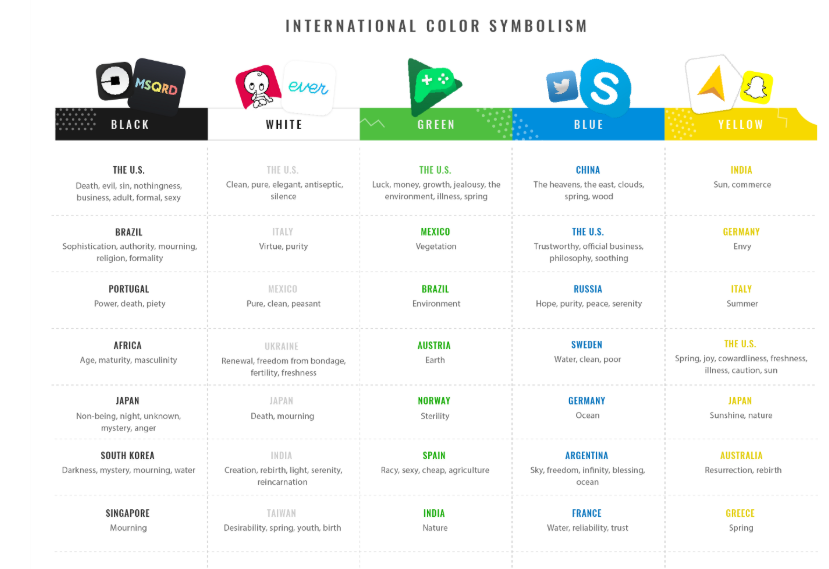 INTERNATIONAL COLOR SYMBOLISM
MSQRD
ever
S
BLACK
WHITE
GREEN
BLUE
YELLOW
THE U.S.
Death, evil, sin, nothingness,
business, adult, formal, sexy
THE U.S.
Clean, pure, elegant, antiseptic,
silence
THE U.S.
Luck, money, growth, jealousy, the
environment, illness, spring
CHINA
The heavens, the east, clouds,
spring, wood
INDIA
Sun, commerce
BRAZIL
Sophistication, authority, mourning,
religion, formality
ITALY
Virtue, purity
MEXICO
Vegetation
THE U.S.
Trustworthy, official business,
philosophy, soothing
GERMANY
Envy
PORTUGAL
Power, death, piety
MEXICO
Pure, clean, peasant
BRAZIL
Environment
RUSSIA
Hope, purity, peace, serenity
ITALY
Summer
AFRICA
Age, maturity, masculinity
UKRAINE
Renewal, freedom from bondage,
fertility, freshness
AUSTRIA
Earth
SWEDEN
Water, clean, poor
THE U.S.
Spring, joy, cowardliness, freshness,
illness, caution, sun
JAPAN
Non-being, night, unknown,
mystery, anger
JAPAN
Death, mourning
NORWAY
Sterility
GERMANY
Ocean
JAPAN
Sunshine, nature
SOUTH KOREA
Darkness, mystery, mourning, water
INDIA
Creation, rebirth, light, serenity,
reincarnation
SPAIN
Racy, sexy, cheap, agriculture
ARGENTINA
Sky, freedom, infinity, blessing,
ocean
AUSTRALIA
Resurrection, rebirth
SINGAPORE
Mourning
TAIWAN
Desirability, spring, youth, birth
INDIA
Nature
FRANCE
Water, reliability, trust
GREECE
Spring